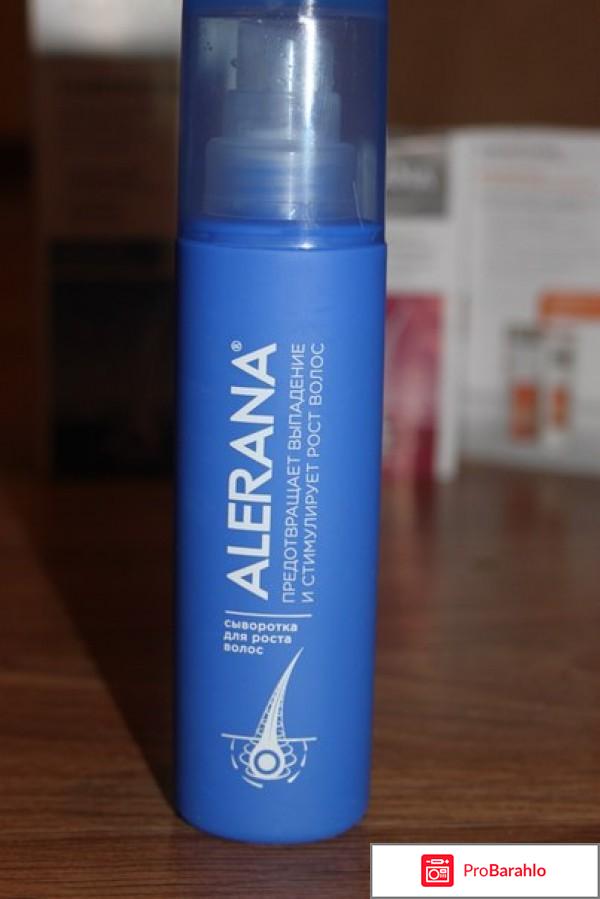 ALERANA®
ПРЕДОТВРАЩАЕТ ВЫПАДЕНИЕ
И СТИМУЛИРУЕТ РОСТ ВОЛОС
сыворотка
для роста
волос
ProBarahlo